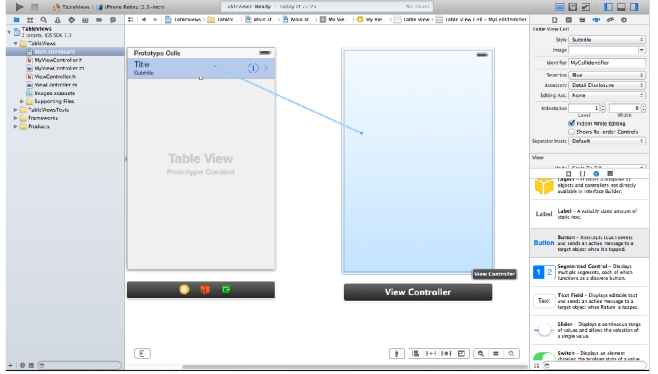 TableViews
iPhone Retina (3.5-inch)
TableViews
Today at 22:25
No Issues
TableViews
Main.st
My Vie
Table View
Table View Cell – MyCellIdentifier
TableViews
2 targets, iOS SDK 7.0
TableViews
Main.storyboard
MyViewController.h
MyViewController.m
ViewController.h
ViewController.m
Images.xcassets
Supporting Files
TableViewsTests
Frameworks
Products
Prototype Cells
Title
Subtitle
Table View
Prototype Content
View Controller
View Controller
Table View Cell
Style Subtitle
Image
Identifier MyCellIdentifier
Selection Blue
Accessory Detail Disclosure
Editing Acc. None
Indentation 1 0
Level Width
Indent While Editing
Shows Re-order Controls
Separator Insets Default
View
objects and controllers not directly
available in Interface Builder.
Label
Label – A variably sized amount of
static text.
Button
Button – Intercepts touch events
and sends an action message to a
target object when it's tapped.
1 2
Segmented Control – Displays
multiple segments, each of which
functions as a discrete button.
Text
Text Field – Displays editable text
and sends an action message to a
target object when Return is tapped.
Slider – Displays a continuous range
of values and allows the selection of
a single value.
Switch – Displays an element
showing the boolean state of a value.